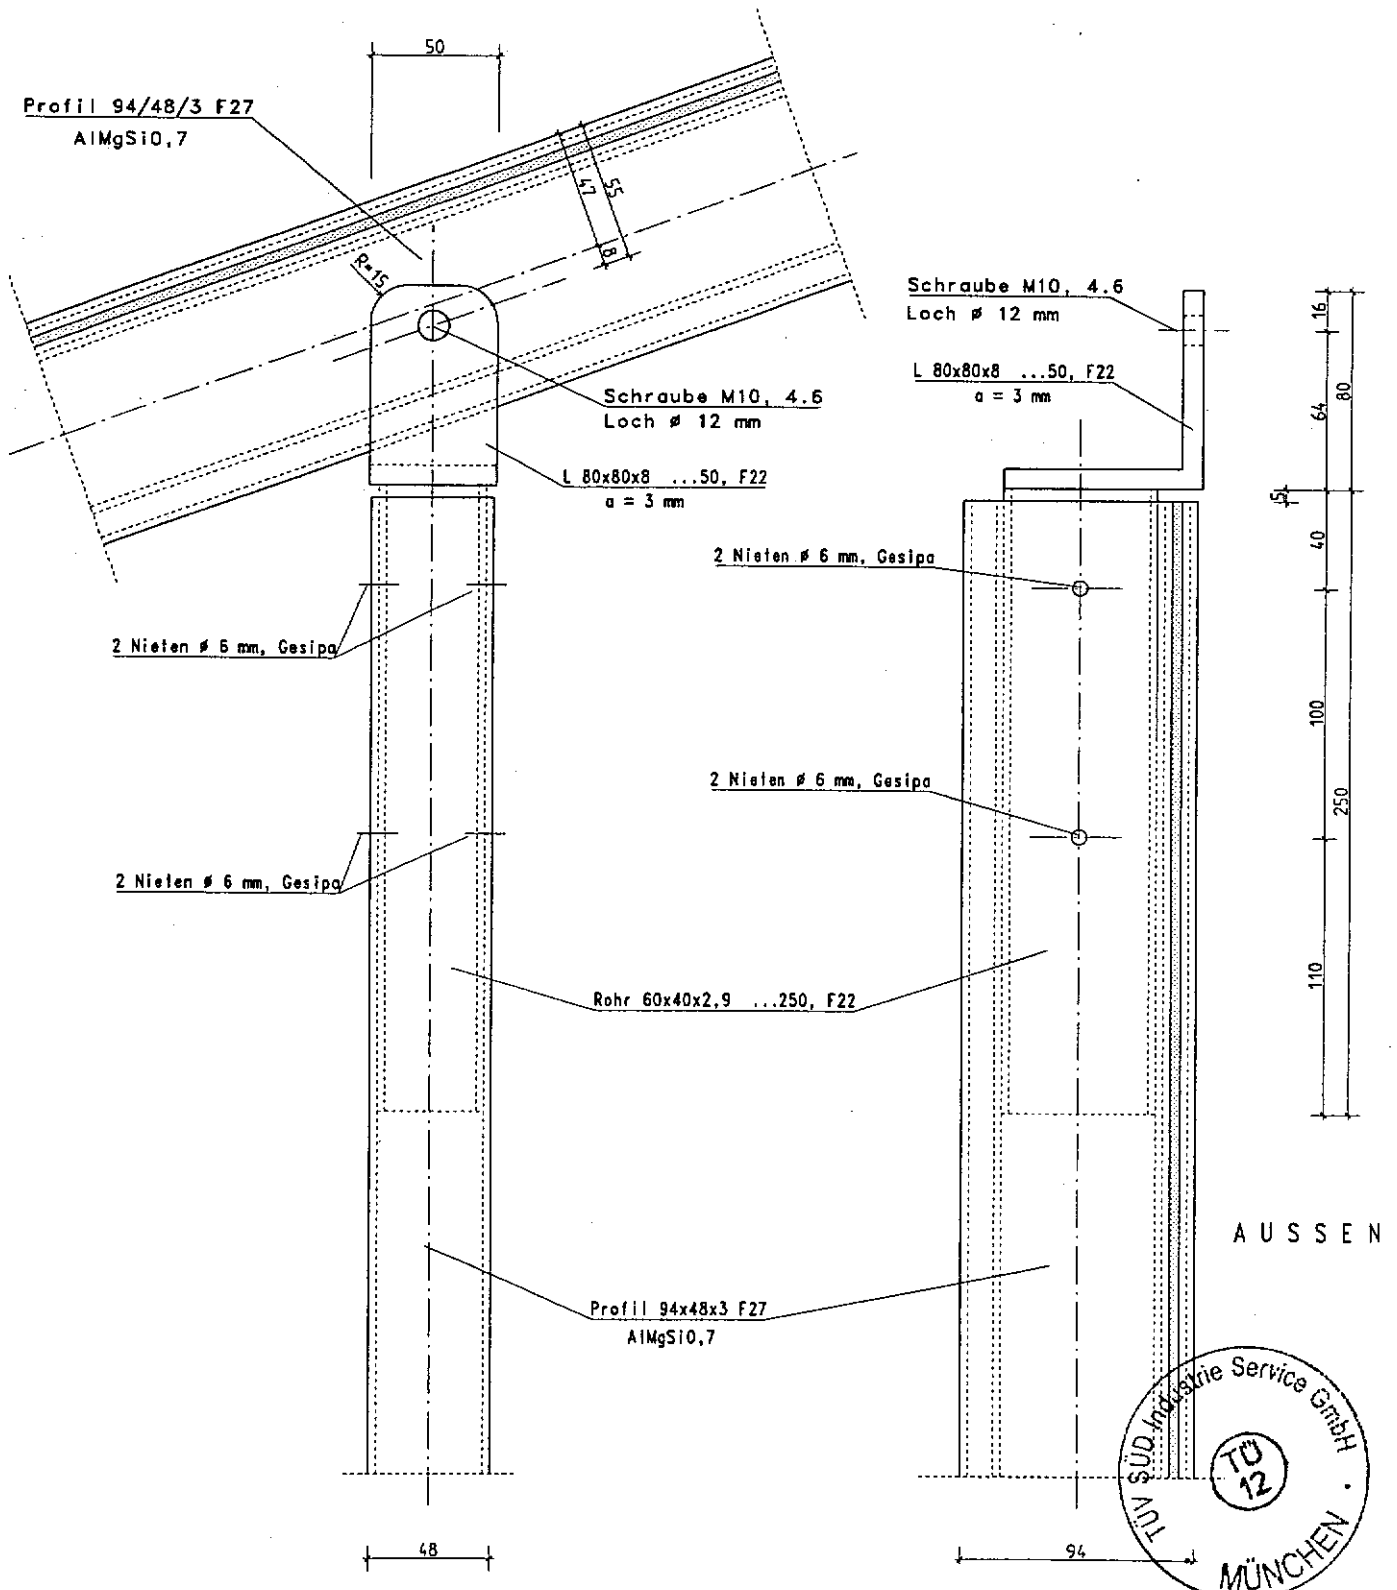 50
Profil 94/48/3 F27
AlMgSi0,7
47
55
8
R=15
Schraube M10, 4.6
Loch ø 12 mm
L 80x80x8 ...50, F22
a = 3 mm
Schraube M10, 4.6
Loch ø 12 mm
L 80x80x8 ...50, F22
a = 3 mm
16
64
80
5
40
2 Nieten ø 6 mm, Gesipa
2 Nieten ø 6 mm, Gesipa
100
250
2 Nieten ø 6 mm, Gesipa
2 Nieten ø 6 mm, Gesipa
110
Rohr 60x40x2,9 ...250, F22
AUSSEN
Profil 94x48x3 F27
AlMgSi0,7
TÜV SÜD Industrie Service GmbH
TÜ
12
MÜNCHEN
48
94